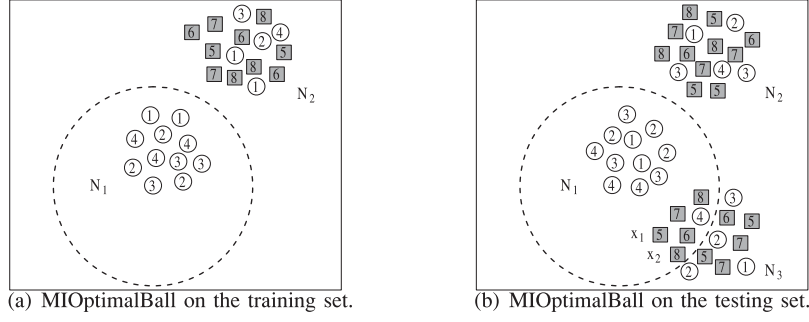 3 8
7
6 6 2 4
5 1 5
7 8 8 6
1
N2
1 1
4 2 4
2 4 3 3
3 2
N1
(a) MIOptimalBall on the training set.
8 5 2
7 1 6
8 6 8 7
3 7 4 3
5 5
N2
3
2 1 2
4 3 1 2
4 4 3
N1
8 3
7 4 6 5
x1 5 6 2 7
x2 8 5
2 7 1
N3
(b) MIOptimalBall on the testing set.